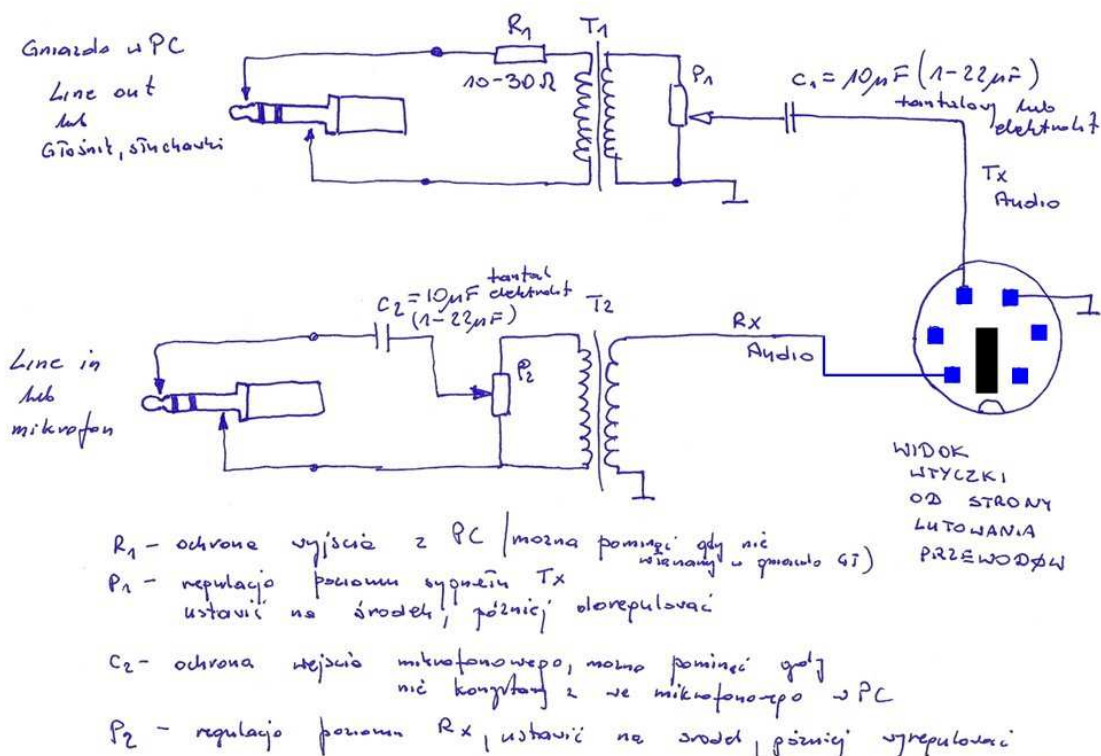 Gniazdo w PC
Line out
lub
Głośnik, słuchawki
R1
10-30Ω
T1
P1
C1 = 10µF (1-22µF)
tantalowy lub
elektrolit
Tx
Audio
Line in
lub
mikrofon
C2 = 10µF tantal
elektrolit
(1-22µF)
P2
T2
Rx
Audio
WIDOK
WTYCZKI
OD STRONY
LUTOWANIA
PRZEWODÓW
R1 - ochrona wyjścia z PC (można pominąć gdy nie
w gniazdo
P1 - regulacja poziomu sygnału Tx
ustawić na środek, później doregulować
C2 - ochrona wejścia mikrofonowego, można pominąć gdy
nie korzystamy z we mikrofonowego w PC
P2 - regulacja poziomu Rx, ustawić na środek, później wyregulować